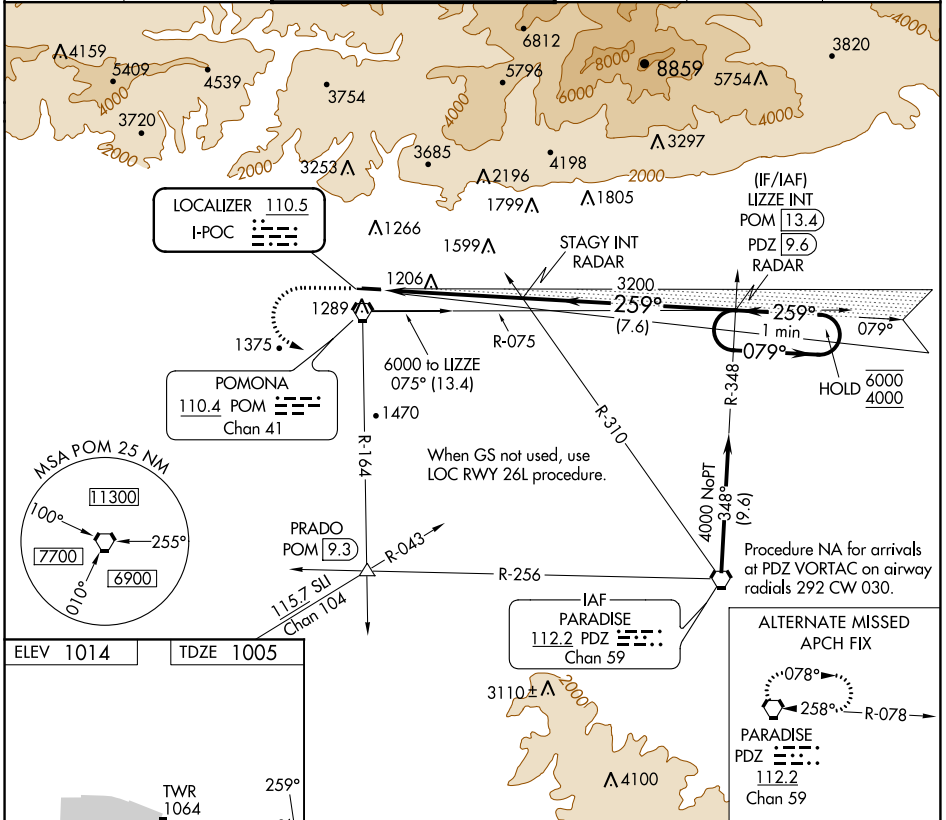 4159
5409
4539
4000
3720
2000
3754
3253
2000
6812
5796
4000
3685
8000
8859
6000
5754
4000
4000
3820
3297
4198
2196
2000
1799
1805
LOCALIZER 110.5
I-POC
1266
1599
STAGY INT
RADAR
(IF/IAF)
LIZZE INT
POM 13.4
PDZ 9.6
RADAR
1206
3200
1289
259°
(7.6)
259°
1 min
079°
079°
R-075
1375
6000 to LIZZE
075° (13.4)
HOLD 6000
4000
POMONA
110.4 POM
Chan 41
1470
R-348
R-310
R-164
When GS not used, use
LOC RWY 26L procedure.
4000 NoPT
348°
(9.6)
MSA POM 25 NM
11300
100°
255°
7700
6900
010°
PRADO
POM 9.3
R-043
R-256
115.7 SLI
Chan 104
Procedure NA for arrivals
at PDZ VORTAC on airway
radials 292 CW 030.
IAF
PARADISE
112.2 PDZ
Chan 59
ALTERNATE MISSED
APCH FIX
078°
258°
R-078
PARADISE
PDZ
112.2
Chan 59
ELEV 1014
TDZE 1005
3110±
2000
4100
TWR
1064
259°